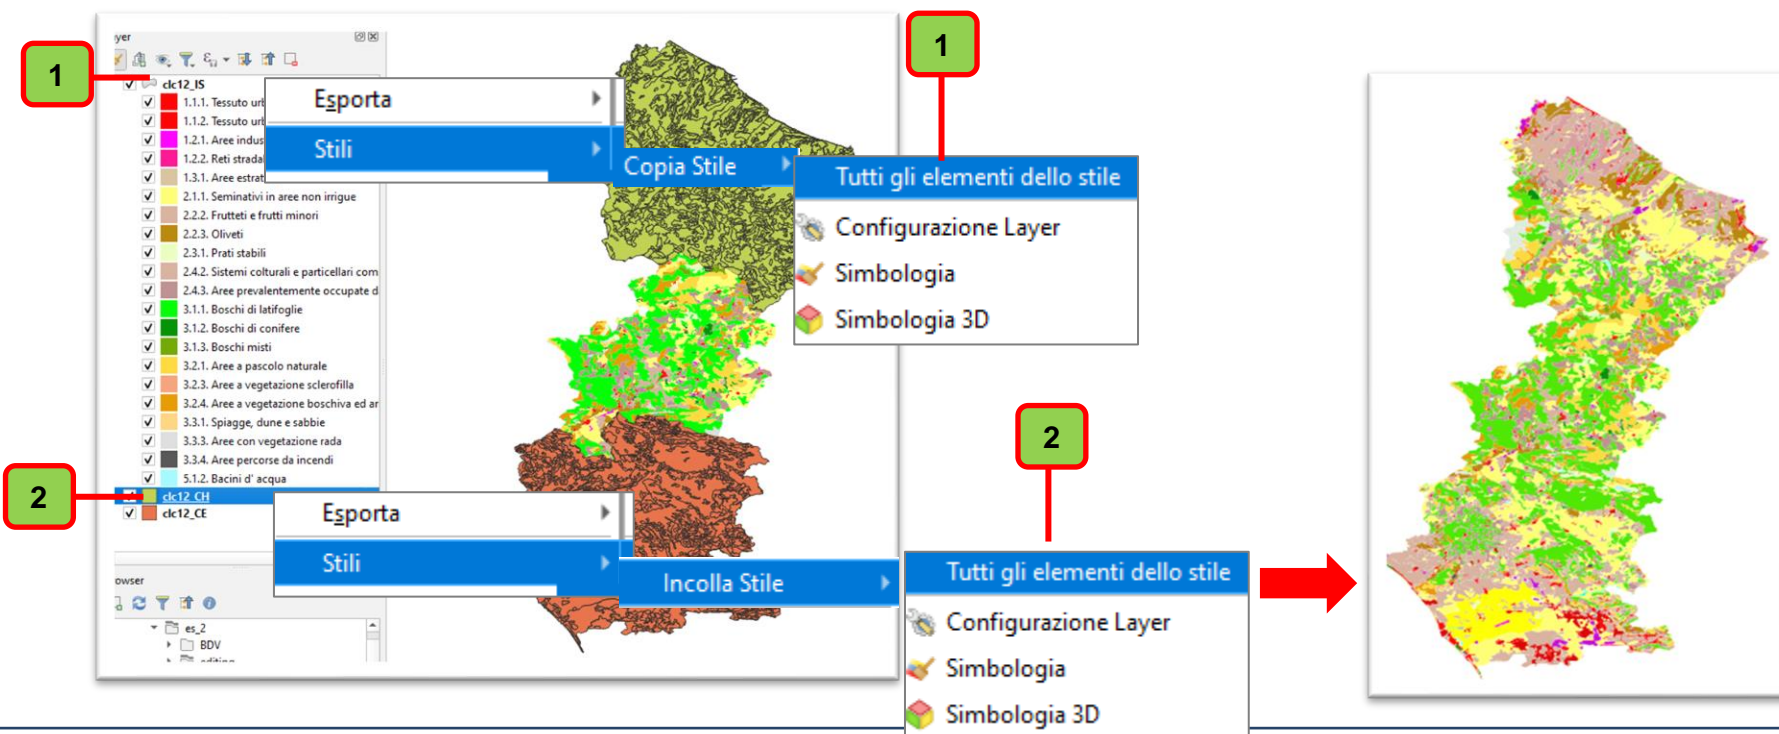 yer
1
1
clc12_IS
Esporta
Stili
Copia Stile
Tutti gli elementi dello stile
Configurazione Layer
Simbologia
Simbologia 3D
1.1.1. Tessuto url
1.1.2. Tessuto url
1.2.1. Aree indus
1.2.2. Reti stradal
1.3.1. Aree estrat
2.1.1. Seminativi in aree non irrigue
2.2.2. Frutteti e frutti minori
2.2.3. Oliveti
2.3.1. Prati stabili
2.4.2. Sistemi colturali e particellari com
2.4.3. Aree prevalentemente occupate d
3.1.1. Boschi di latifoglie
3.1.2. Boschi di conifere
3.1.3. Boschi misti
3.2.1. Aree a pascolo naturale
3.2.3. Aree a vegetazione sclerofilla
3.2.4. Aree a vegetazione boschiva ed ar
3.3.1. Spiagge, dune e sabbie
3.3.3. Aree con vegetazione rada
3.3.4. Aree percorse da incendi
5.1.2. Bacini d' acqua
2
2
clc12_CH
clc12_CE
Esporta
Stili
Incolla Stile
Tutti gli elementi dello stile
Configurazione Layer
Simbologia
Simbologia 3D
owser
es_2
BDV
editing